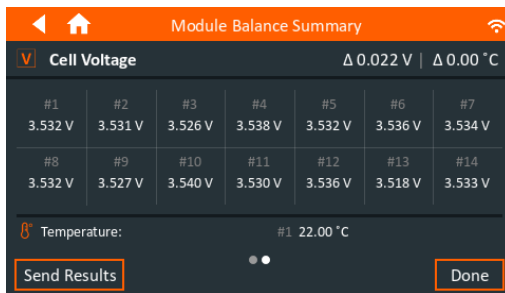 Module Balance Summary
V Cell Voltage Δ 0.022 V | Δ 0.00 °C
#1 #2 #3 #4 #5 #6 #7
3.532 V 3.531 V 3.526 V 3.538 V 3.532 V 3.536 V 3.534 V
#8 #9 #10 #11 #12 #13 #14
3.532 V 3.527 V 3.540 V 3.530 V 3.536 V 3.518 V 3.533 V
Temperature: #1 22.00 °C
Send Results Done